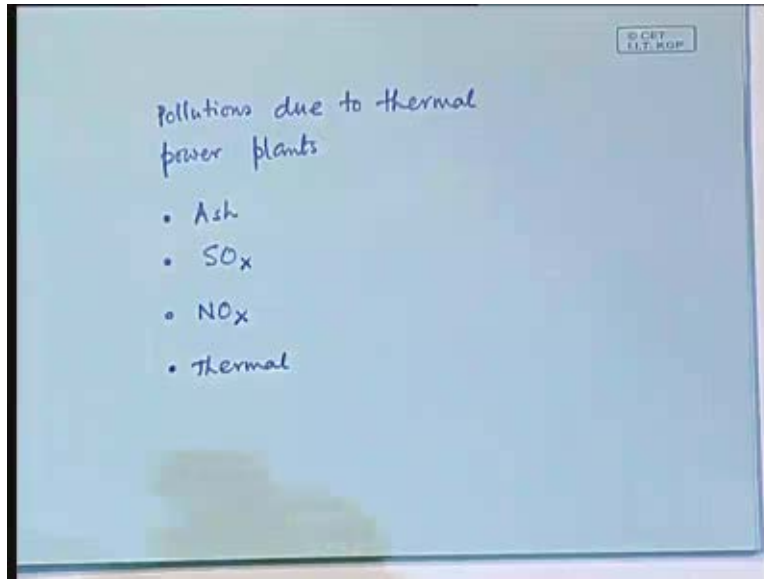 © CET
I.I.T. KGP
Pollutions due to thermal
power plants
• Ash
• SOx
• NOx
• Thermal